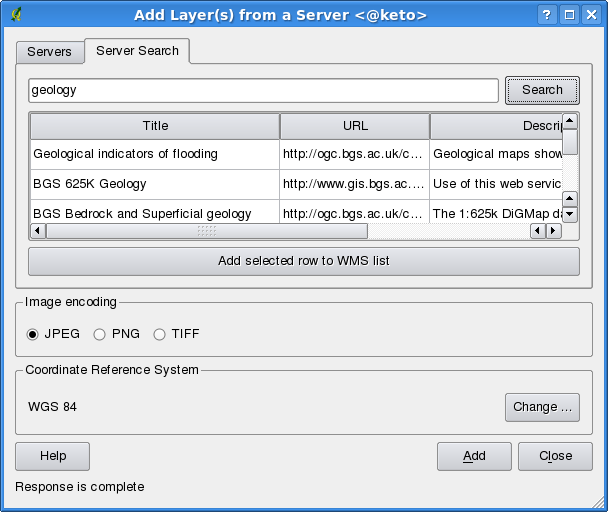 Add Layer(s) from a Server <@keto>
Servers Server Search
geology Search
Title URL Descrip
Geological indicators of flooding http://ogc.bgs.ac.uk/c... Geological maps show
BGS 625K Geology http://www.gis.bgs.ac.... Use of this web servic
BGS Bedrock and Superficial geology http://ogc.bgs.ac.uk/c... The 1:625k DiGMap da
Add selected row to WMS list
Image encoding
JPEG PNG TIFF
Coordinate Reference System
WGS 84 Change ...
Help Add Close
Response is complete